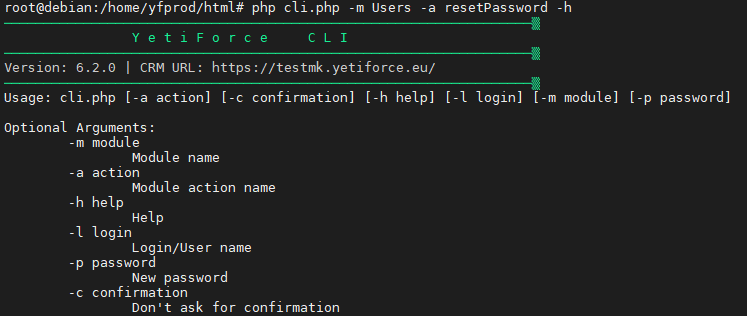 root@debian:/home/yfprod/html# php cli.php -m Users -a resetPassword -h
Y e t i F o r c e     C L I
Version: 6.2.0 | CRM URL: https://testmk.yetiforce.eu/
Usage: cli.php [-a action] [-c confirmation] [-h help] [-l login] [-m module] [-p password]
Optional Arguments:
-m module
Module name
-a action
Module action name
-h help
Help
-l login
Login/User name
-p password
New password
-c confirmation
Don't ask for confirmation